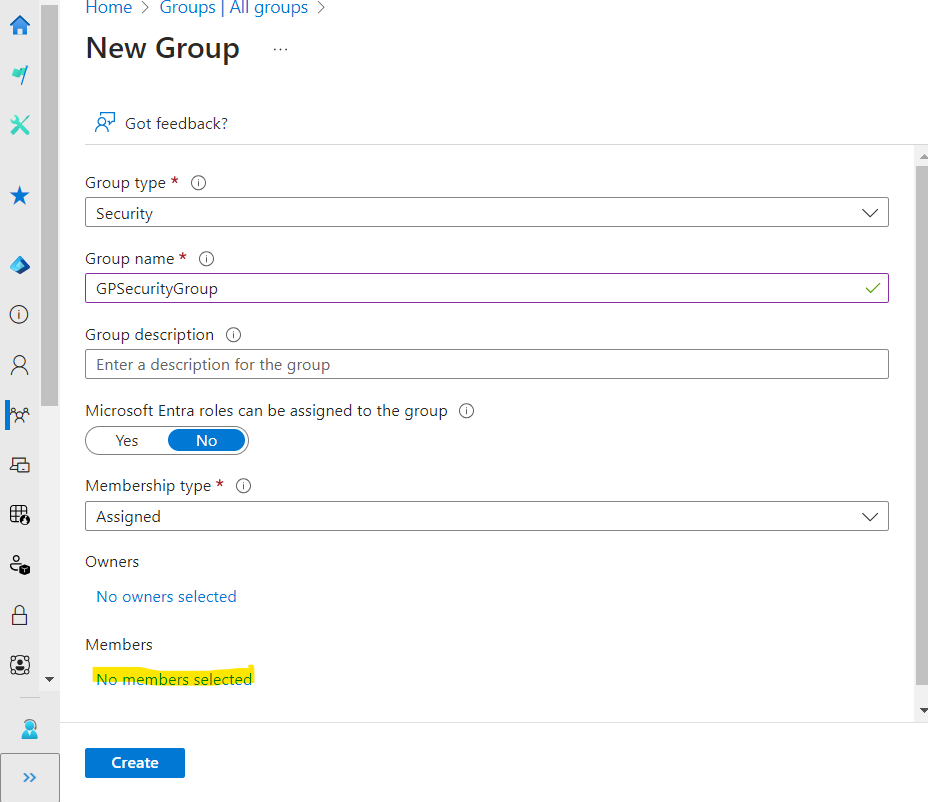 Home > Groups | All groups >
New Group ...
Got feedback?
Group type *
Security
Group name *
GPSecurityGroup
Group description
Enter a description for the group
Microsoft Entra roles can be assigned to the group
Yes No
Membership type *
Assigned
Owners
No owners selected
Members
No members selected
Create